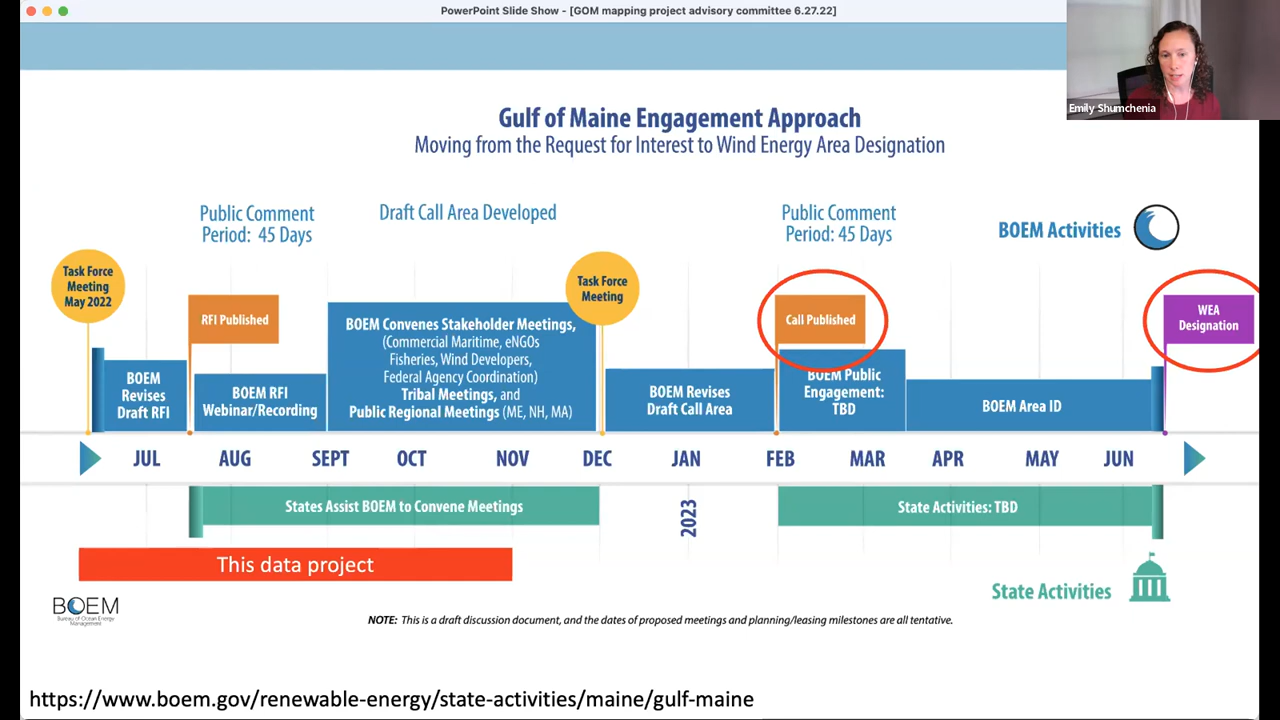 PowerPoint Slide Show - [GOM mapping project advisory committee 6.27.22]
Emily Shumchenia
Gulf of Maine Engagement Approach
Moving from the Request for Interest to Wind Energy Area Designation
Public Comment
Period: 45 Days
Draft Call Area Developed
Public Comment
Period: 45 Days
BOEM Activities
Task Force
Meeting
May 2022
RFI Published
Task Force
Meeting
Call Published
WEA
Designation
BOEM
Revises
Draft RFI
BOEM RFI
Webinar/Recording
BOEM Convenes Stakeholder Meetings,
(Commercial Maritime, eNGOs
Fisheries, Wind Developers,
Federal Agency Coordination)
Tribal Meetings, and
Public Regional Meetings (ME, NH, MA)
BOEM Revises
Draft Call Area
BOEM Public
Engagement:
TBD
BOEM Area ID
JUL AUG SEPT OCT NOV DEC JAN FEB MAR APR MAY JUN
States Assist BOEM to Convene Meetings
2023
State Activities: TBD
This data project
State Activities
BOEM
Bureau of Ocean Energy
Management
NOTE: This is a draft discussion document, and the dates of proposed meetings and planning/leasing milestones are all tentative.
https://www.boem.gov/renewable-energy/state-activities/maine/gulf-maine